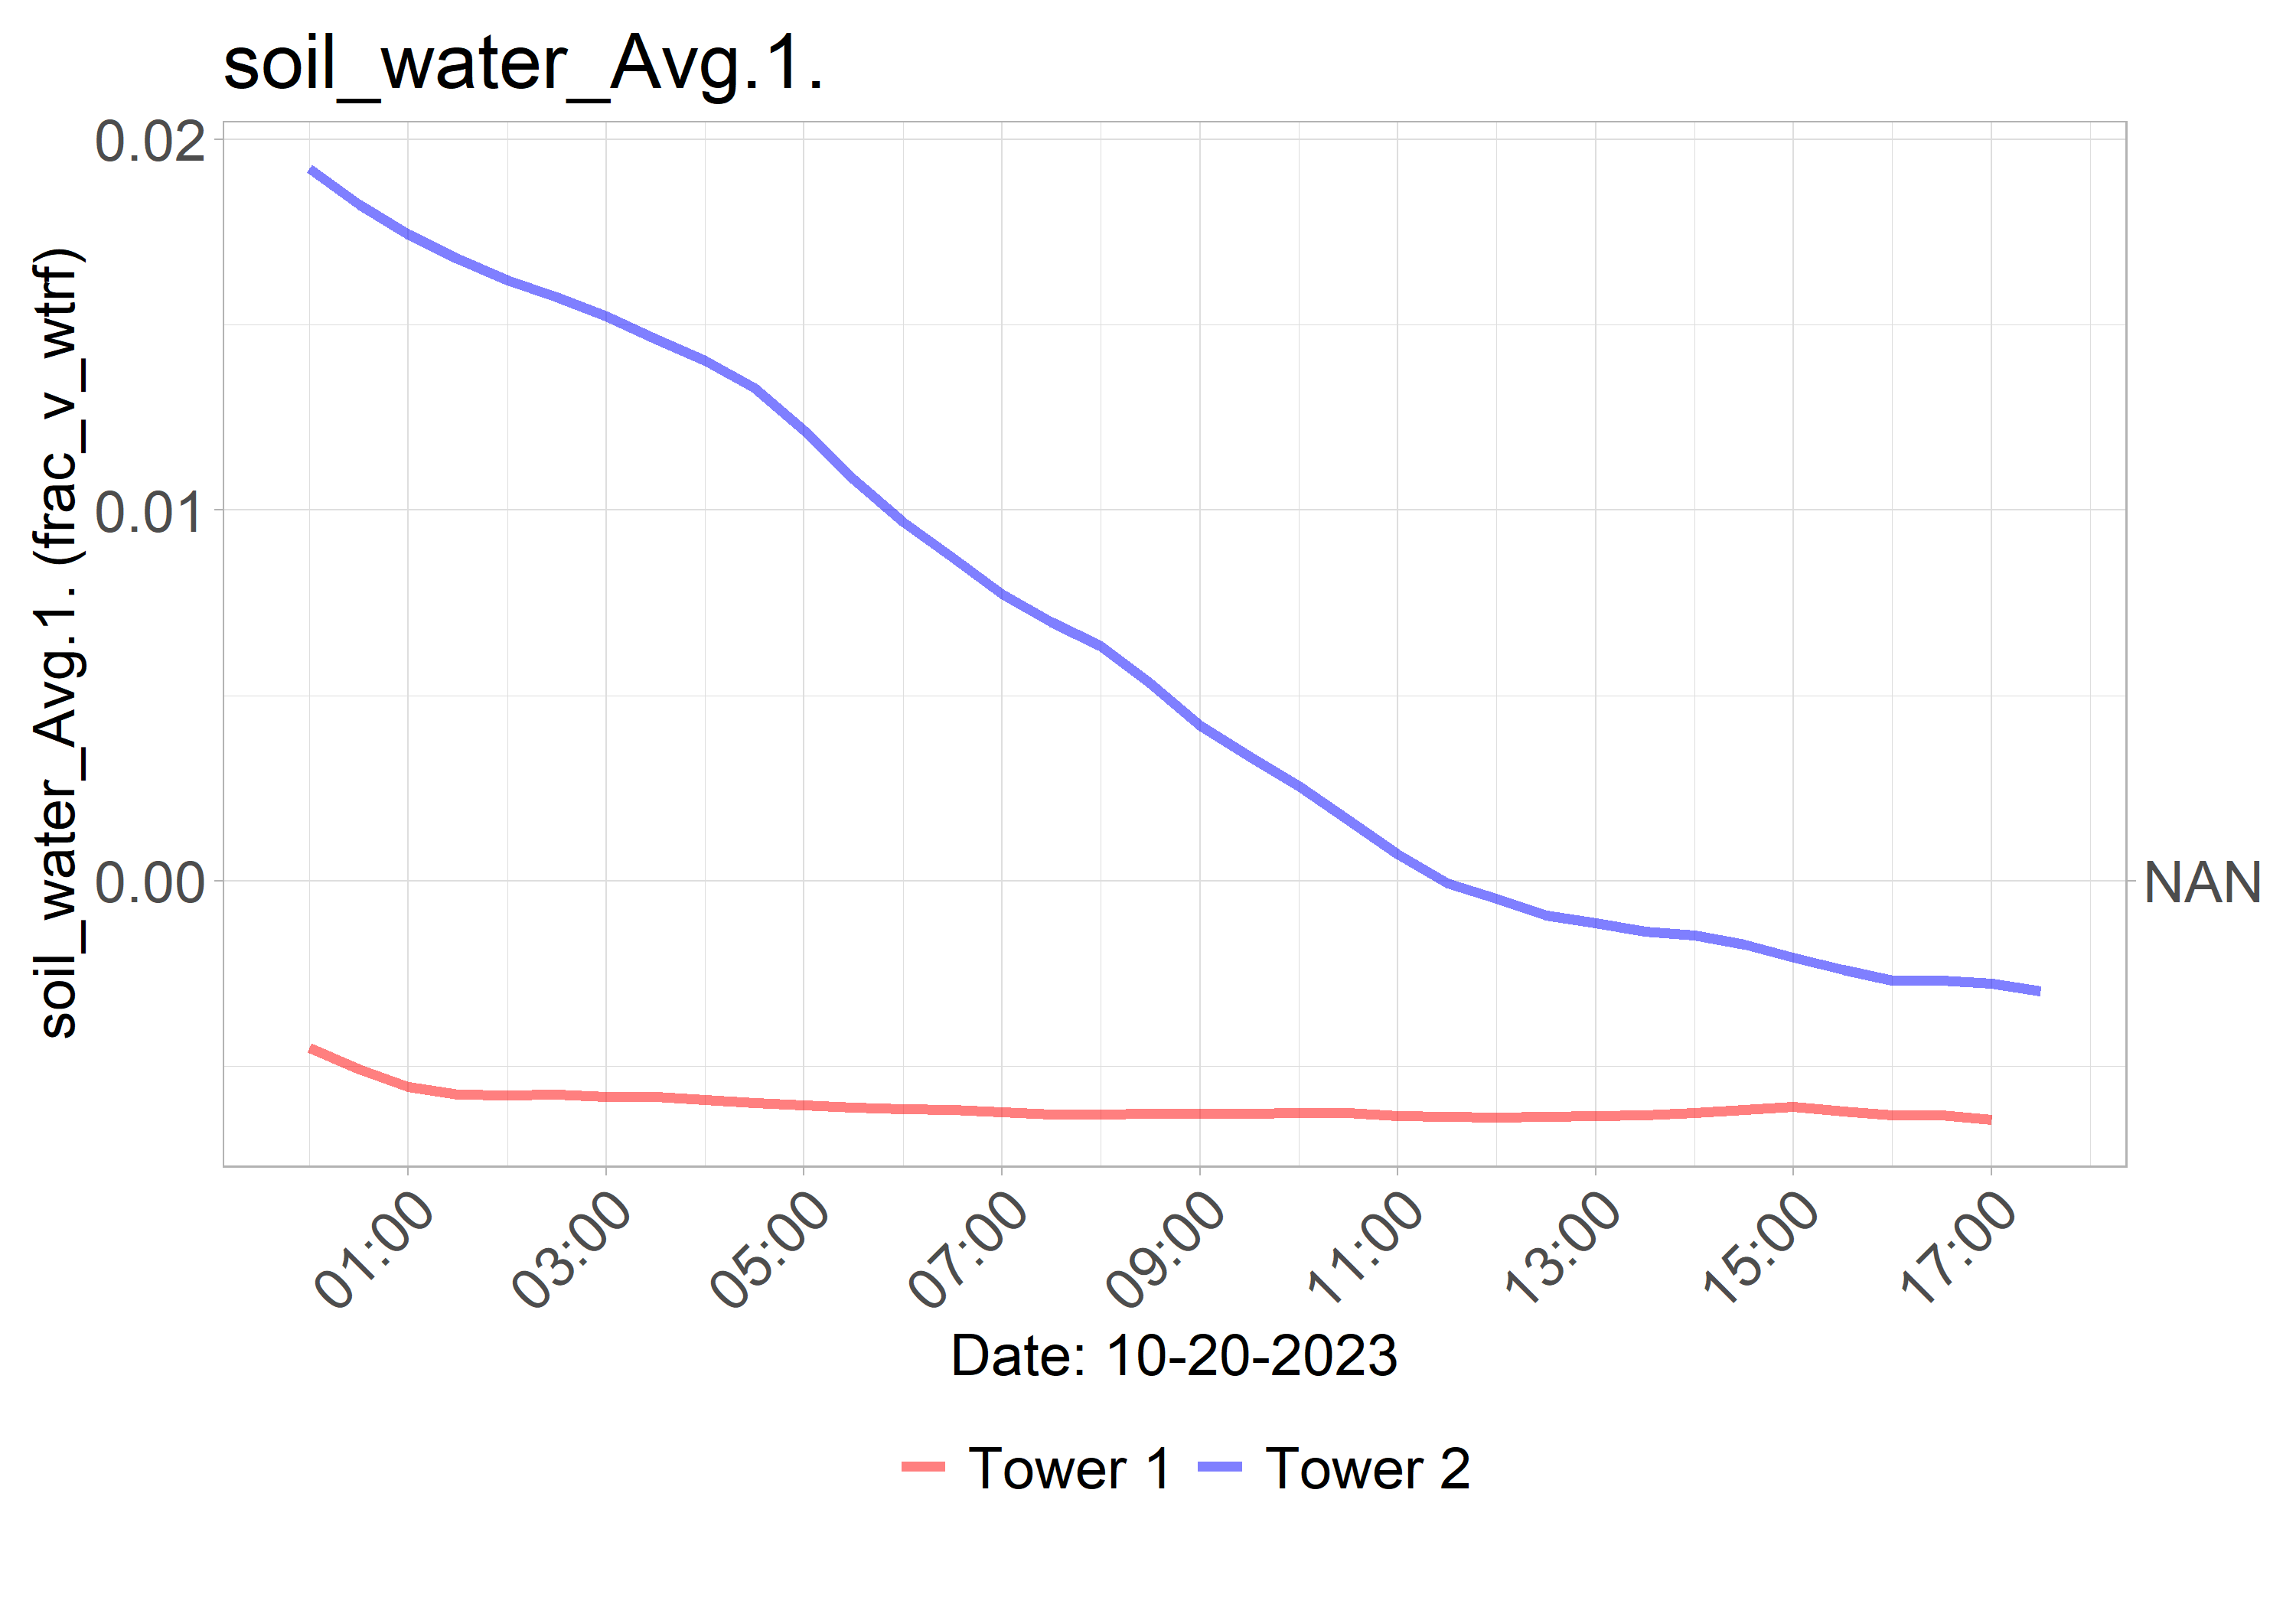 soil_water_Avg.1.
soil_water_Avg.1. (frac_v_wtrf)
0.02
0.01
0.00
NAN
01:00
03:00
05:00
07:00
09:00
11:00
13:00
15:00
17:00
Date: 10-20-2023
Tower 1
Tower 2